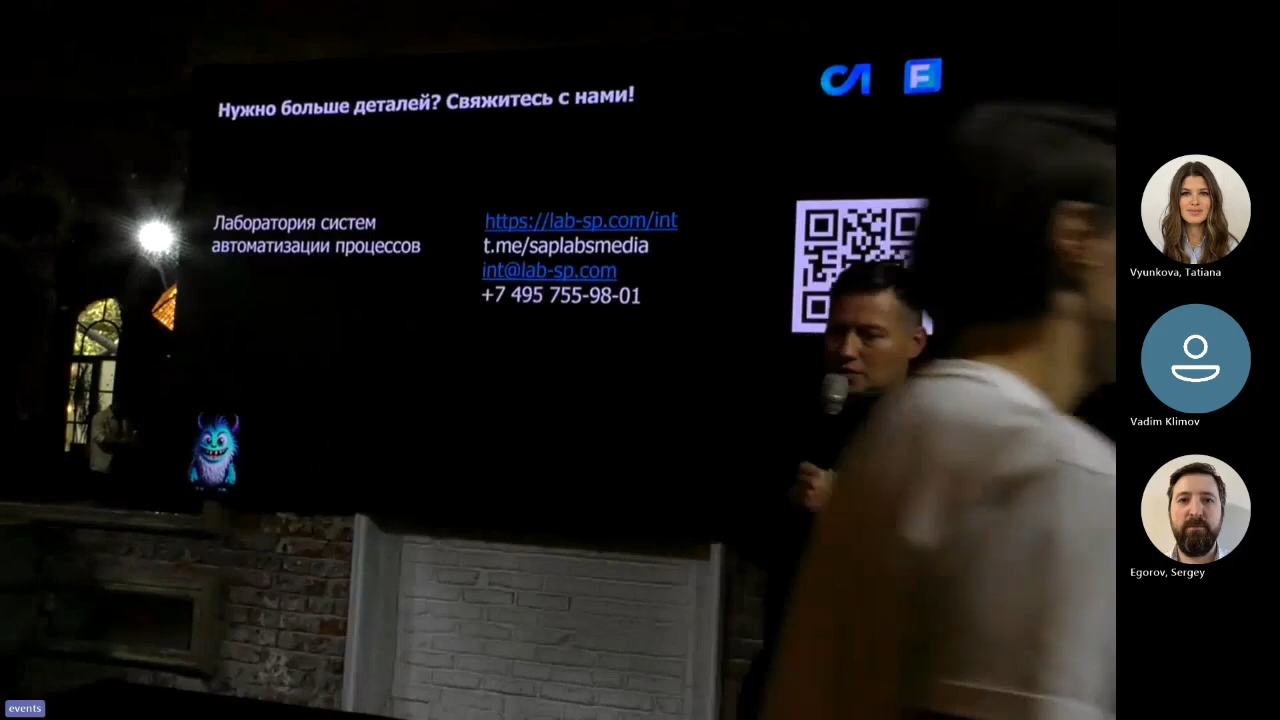 Нужно больше деталей? Свяжитесь с нами!
Лаборатория систем
автоматизации процессов
https://lab-sp.com/int
t.me/saplabsmedia
int@lab-sp.com
+7 495 755-98-01
Vyunkova, Tatiana
Vadim Klimov
Egorov, Sergey
events